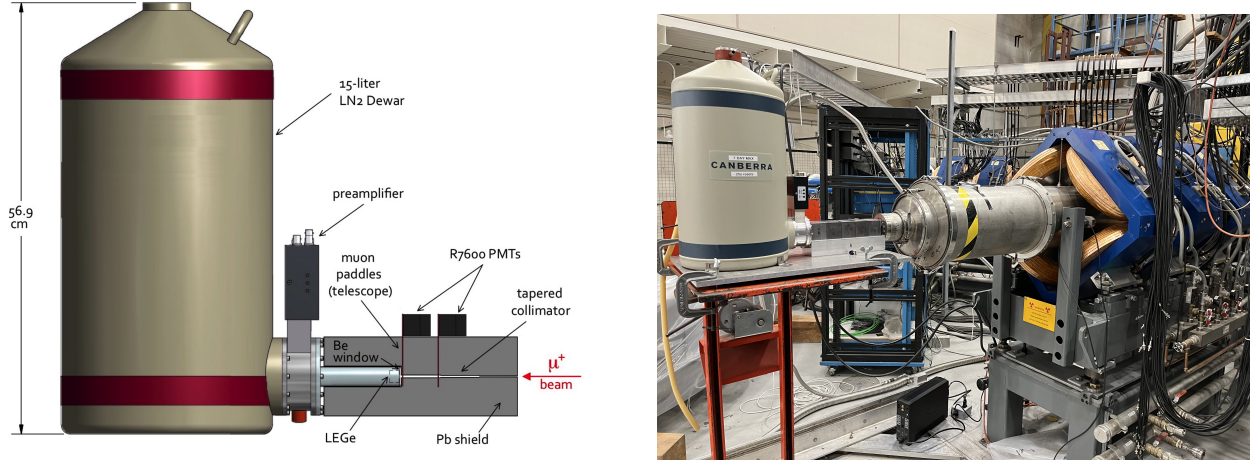 15-liter
LN2 Dewar
preamplifier
56.9
cm
muon
paddles
(telescope)
R7600 PMTs
tapered
collimator
Be
window
μ+
beam
LEGe
Pb shield
CANBERRA